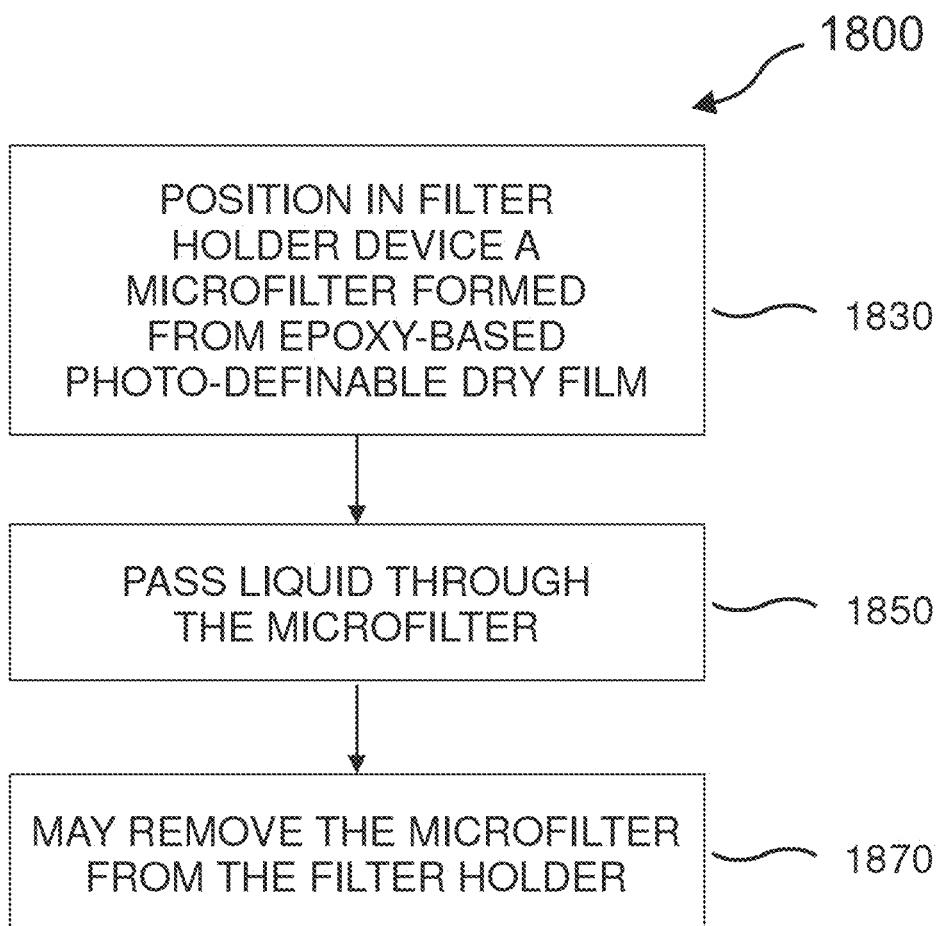 1800
POSITION IN FILTER
HOLDER DEVICE A
MICROFILTER FORMED
FROM EPOXY-BASED
PHOTO-DEFINABLE DRY FILM
1830
PASS LIQUID THROUGH
THE MICROFILTER
1850
MAY REMOVE THE MICROFILTER
FROM THE FILTER HOLDER
1870